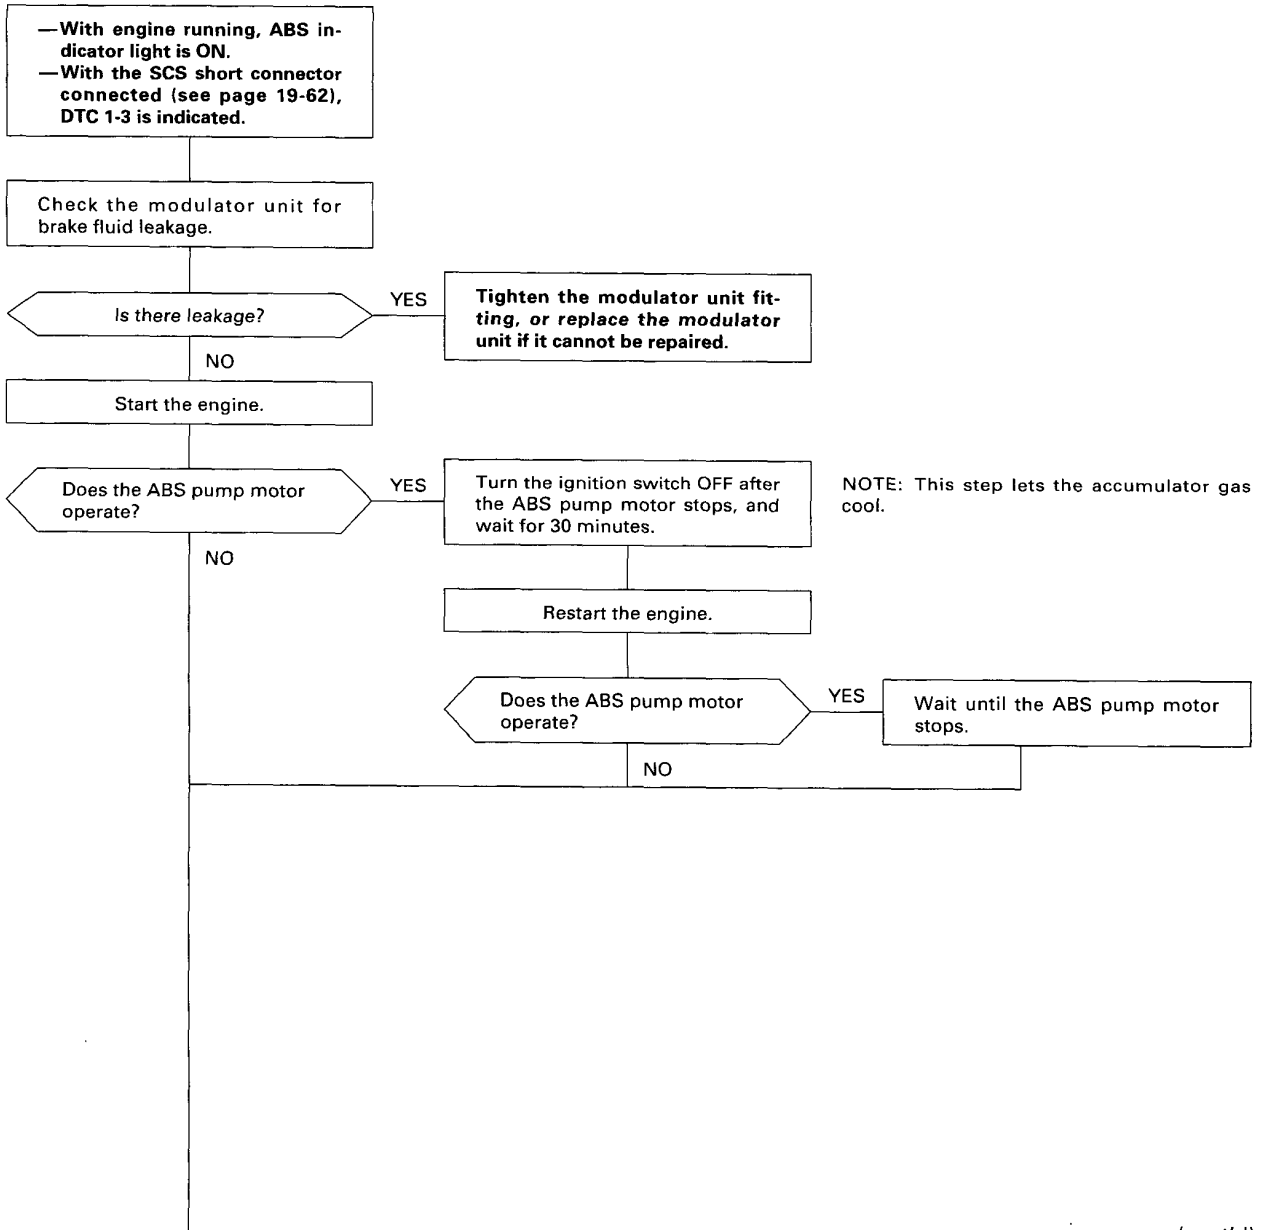 —With engine running, ABS in-
dicator light is ON.
—With the SCS short connector
connected (see page 19-62),
DTC 1-3 is indicated.
Check the modulator unit for
brake fluid leakage.
Is there leakage?
YES
Tighten the modulator unit fit-
ting, or replace the modulator
unit if it cannot be repaired.
NO
Start the engine.
Does the ABS pump motor
operate?
YES
Turn the ignition switch OFF after
the ABS pump motor stops, and
wait for 30 minutes.
NOTE: This step lets the accumulator gas
cool.
NO
Restart the engine.
Does the ABS pump motor
operate?
YES
Wait until the ABS pump motor
stops.
NO